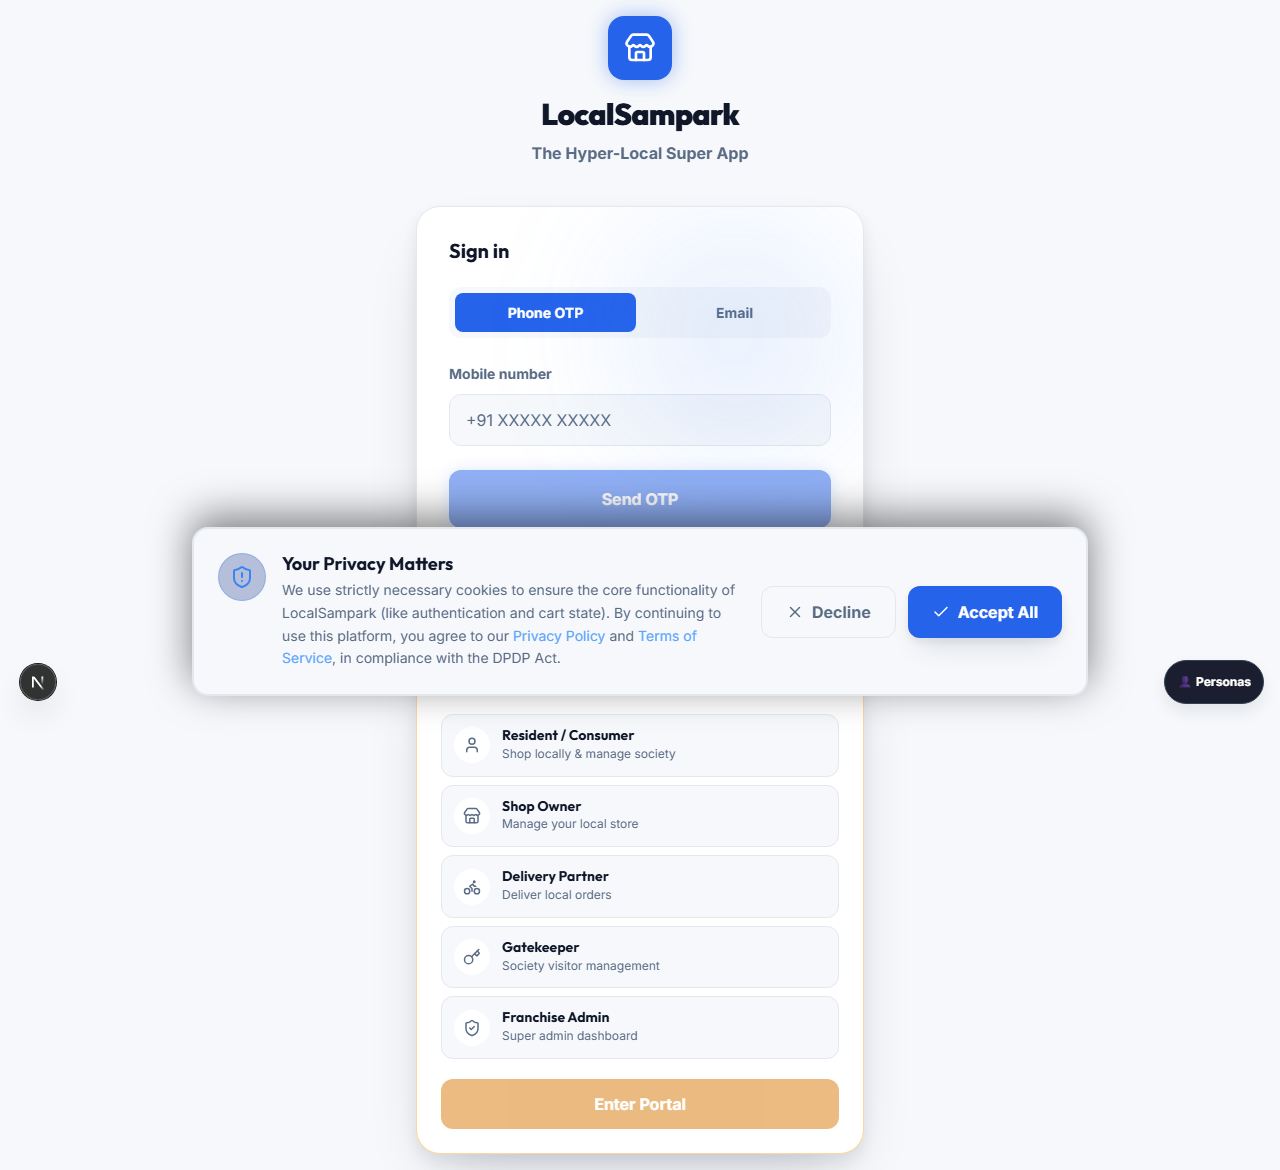 LocalSampark
The Hyper-Local Super App
Sign in
Phone OTP
Email
Mobile number
+91 XXXXX XXXXX
Send OTP
Your Privacy Matters
We use strictly necessary cookies to ensure the core functionality of
LocalSampark (like authentication and cart state). By continuing to
use this platform, you agree to our Privacy Policy and Terms of
Service, in compliance with the DPDP Act.
Decline
Accept All
N
Personas
Resident / Consumer
Shop locally & manage society
Shop Owner
Manage your local store
Delivery Partner
Deliver local orders
Gatekeeper
Society visitor management
Franchise Admin
Super admin dashboard
Enter Portal